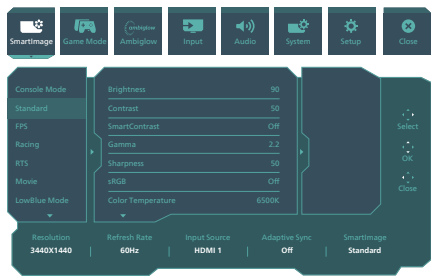 ambiglow
SmartImage Game Mode Ambiglow Input Audio System Setup Close
Console Mode Brightness 90
Standard Contrast 50
FPS SmartContrast Off
Select
Racing Gamma 2.2
OK
RTS Sharpness 50
Movie sRGB Off
Close
LowBlue Mode Color Temperature 6500K
Resolution Refresh Rate Input Source Adaptive Sync SmartImage
3440X1440 60Hz HDMI 1 Off Standard